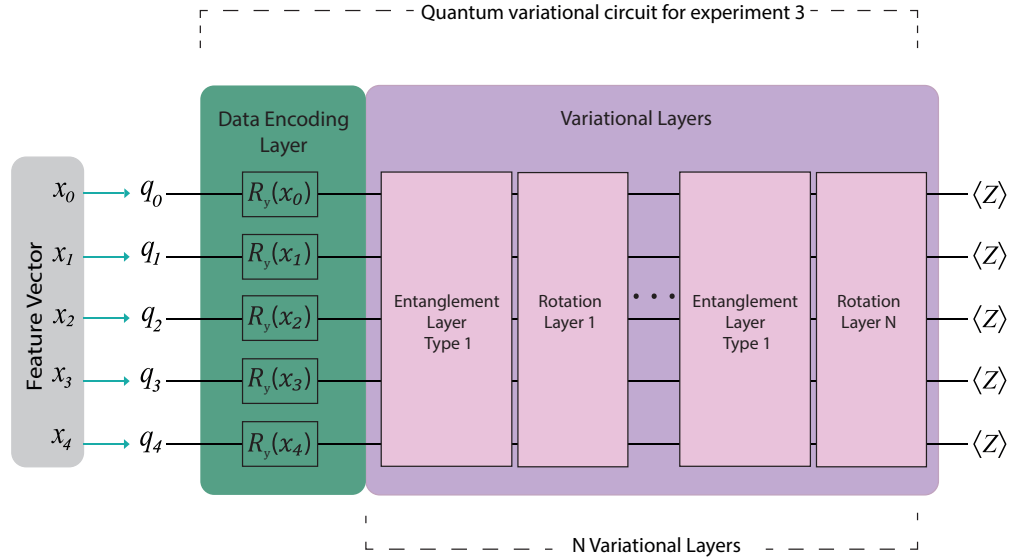 Quantum variational circuit for experiment 3
Data Encoding
Layer
Variational Layers
Feature Vector
x0 q0 Ry(x0) ⟨Z⟩
x1 q1 Ry(x1) ⟨Z⟩
x2 q2 Ry(x2) ⟨Z⟩
x3 q3 Ry(x3) ⟨Z⟩
x4 q4 Ry(x4) ⟨Z⟩
Entanglement
Layer
Type 1
Rotation
Layer 1
• • •
Entanglement
Layer
Type 1
Rotation
Layer N
N Variational Layers